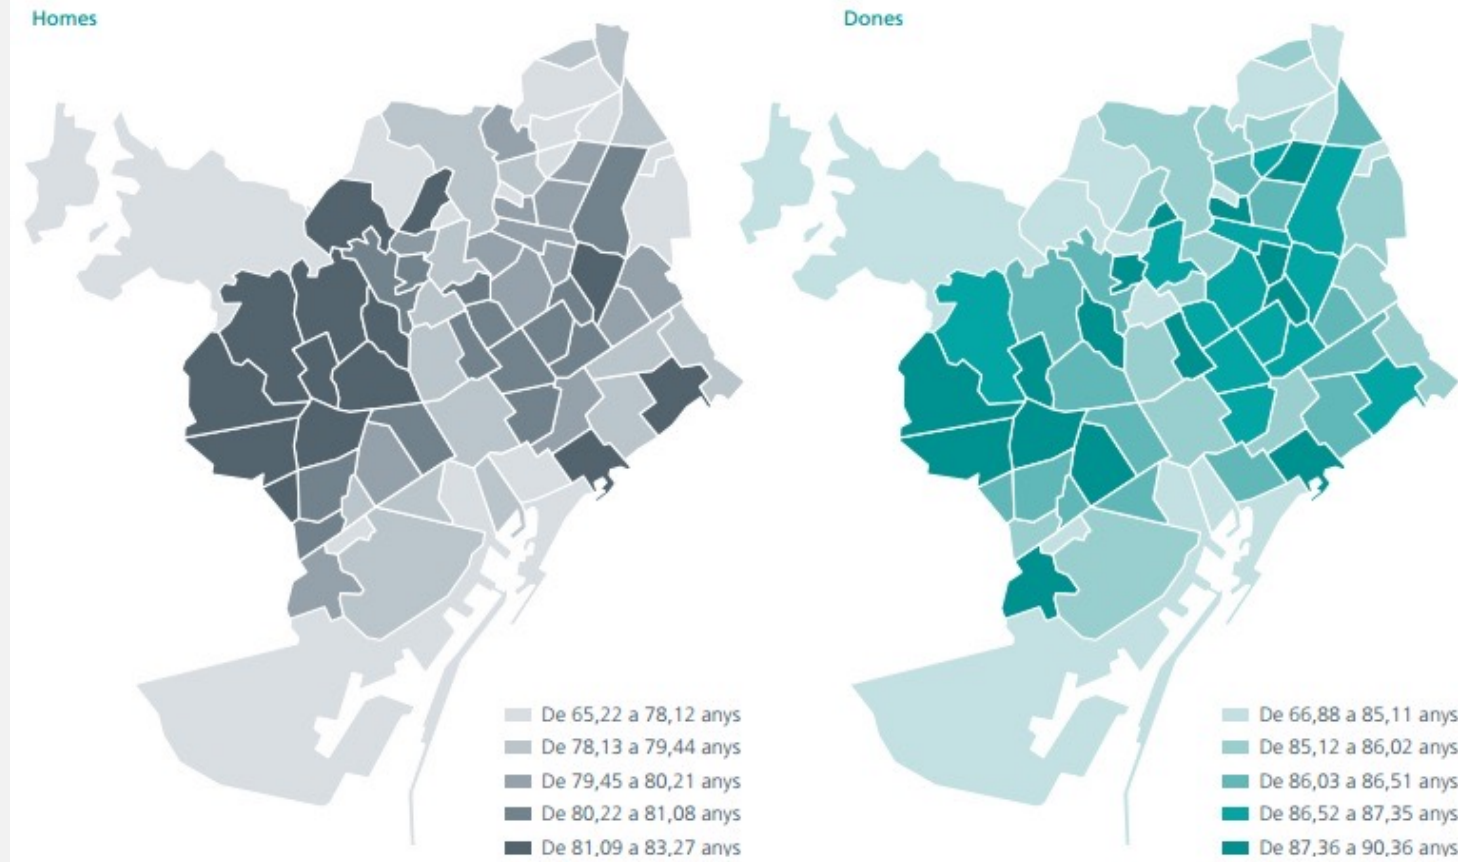 Homes
De 65,22 a 78,12 anys
De 78,13 a 79,44 anys
De 79,45 a 80,21 anys
De 80,22 a 81,08 anys
De 81,09 a 83,27 anys
Dones
De 66,88 a 85,11 anys
De 85,12 a 86,02 anys
De 86,03 a 86,51 anys
De 86,52 a 87,35 anys
De 87,36 a 90,36 anys